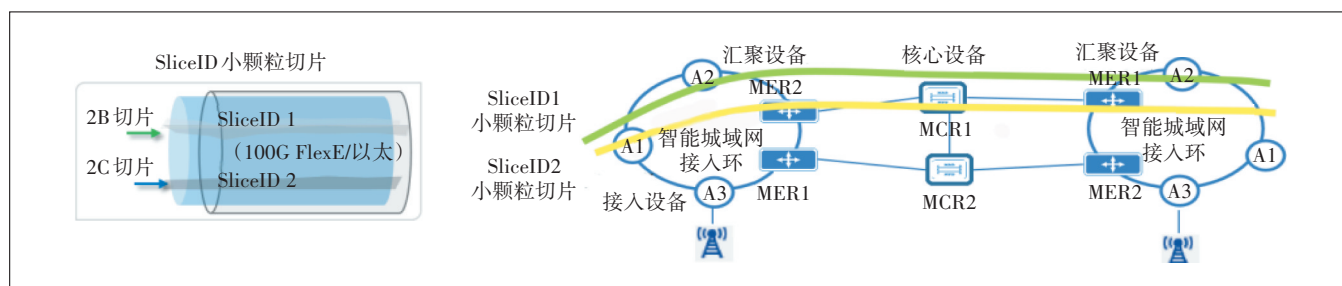 SliceID小颗粒切片
2B切片
SliceID 1
（100G FlexE/以太）
2C切片
SliceID 2
SliceID1
小颗粒切片
SliceID2
小颗粒切片
汇聚设备
核心设备
汇聚设备
A2
MER2
MER1
A2
MCR1
A1
智能城域网
接入环
智能城域网
接入环
A1
A3
MER1
MCR2
MER2
A3
接入设备